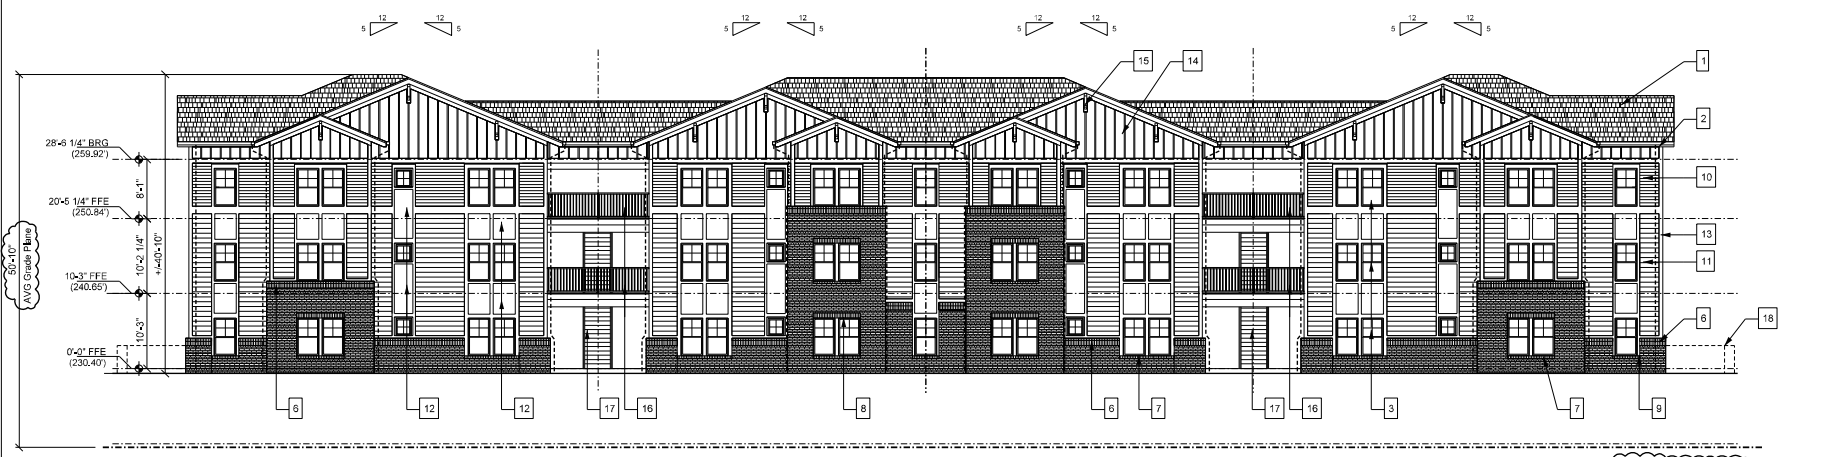 12 12 12 12 12 12 12 12
5 5 5 5 5 5 5 5
15 14 1
2
28'-6 1/4" BRG
(259.92')
8'-1"
10
20'-5 1/4" FFE
(250.84')
13
50'-10"
AVG Grade Plane
10'-2 1/4"
+/-40'-10"
11
10'-3" FFE
(240.65')
10'-3"
6 18
0'-0" FFE
(230.40')
6 12 12 17 16 8 6 7 17 16 3 7 9